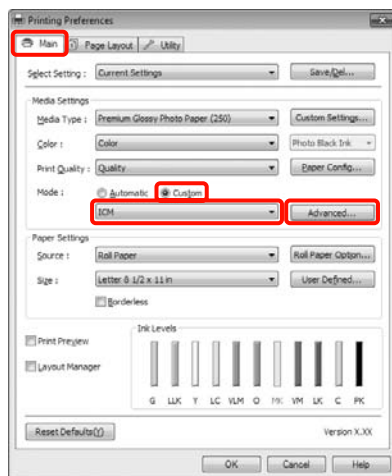 Printing Preferences
Main Page Layout Utility
Select Setting : Current Settings Save/Del...
Media Settings
Media Type : Premium Glossy Photo Paper (250) Custom Settings...
Color : Color Photo Black Ink
Print Quality : Quality Paper Config...
Mode : Automatic Custom
ICM Advanced...
Paper Settings
Source : Roll Paper Roll Paper Option...
Size : Letter 8 1/2 x 11 in User Defined...
Borderless
Print Preview
Layout Manager
Ink Levels
G LLK Y LC VLM O MK VM LK C PK
Reset Defaults(Y) Version X.XX
OK Cancel Help